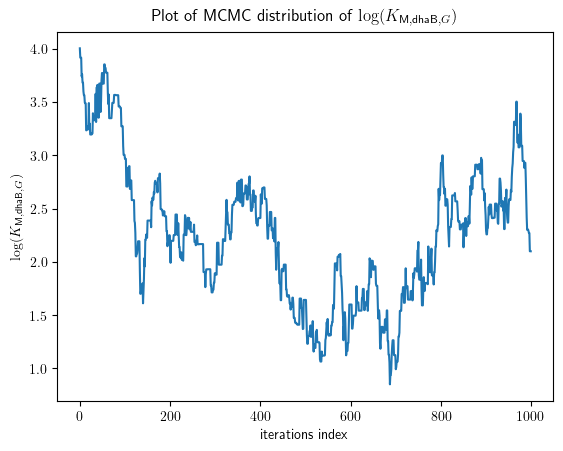 Plot of MCMC distribution of log(K_{M,dhaB,G})
log(K_{M,dhaB,G})
4.0
3.5
3.0
2.5
2.0
1.5
1.0
0 200 400 600 800 1000
iterations index